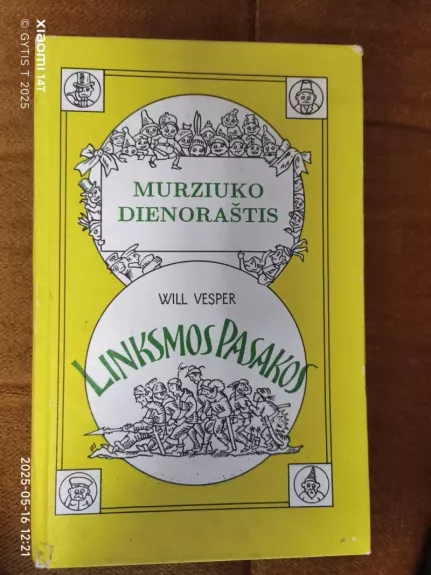 MURZIUKO
DIENORAŠTIS
WILL VESPER
LINKSMOS PASAKOS
xiaomi 14T
© GYTIS T 2025
2025-05-16 12:21